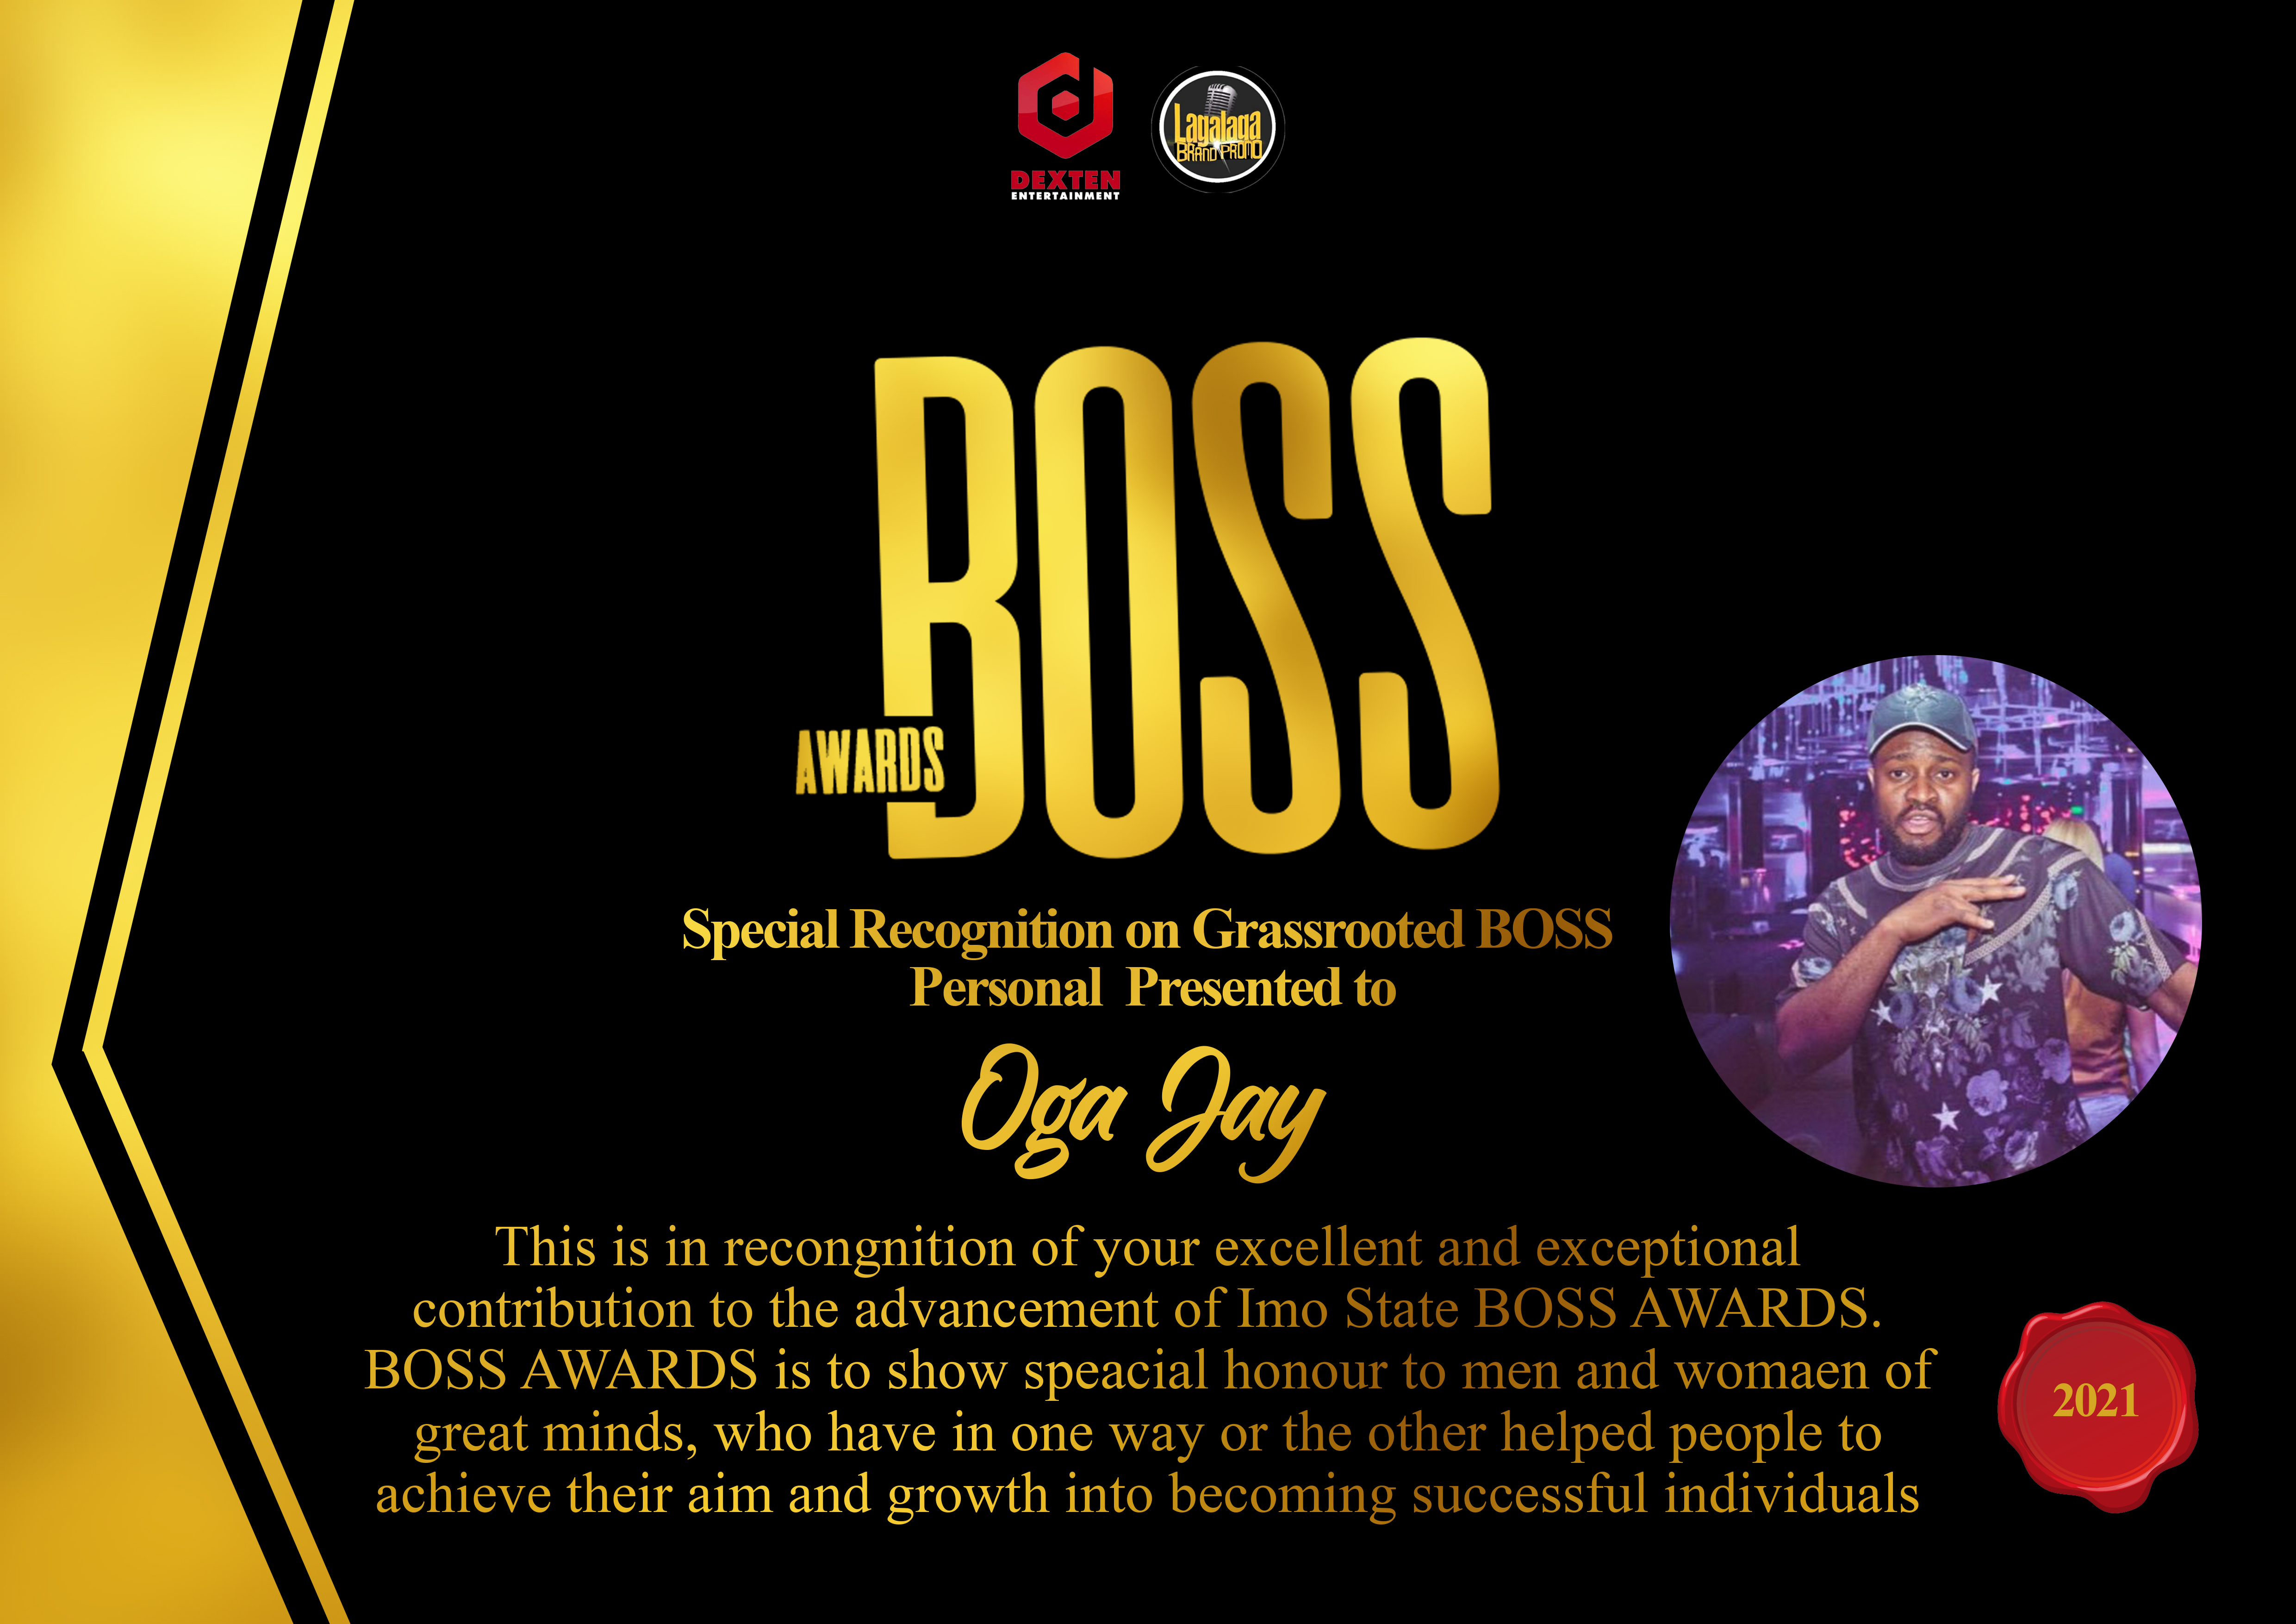 DEXTEN
ENTERTAINMENT
Lagalaga
BRAND PROMO
BOSS
AWARDS
Special Recognition on Grassrooted BOSS
Personal Presented to
Oga Jay
This is in recongnition of your excellent and exceptional
contribution to the advancement of Imo State BOSS AWARDS.
BOSS AWARDS is to show speacial honour to men and womaen of
great minds, who have in one way or the other helped people to
achieve their aim and growth into becoming successful individuals
2021